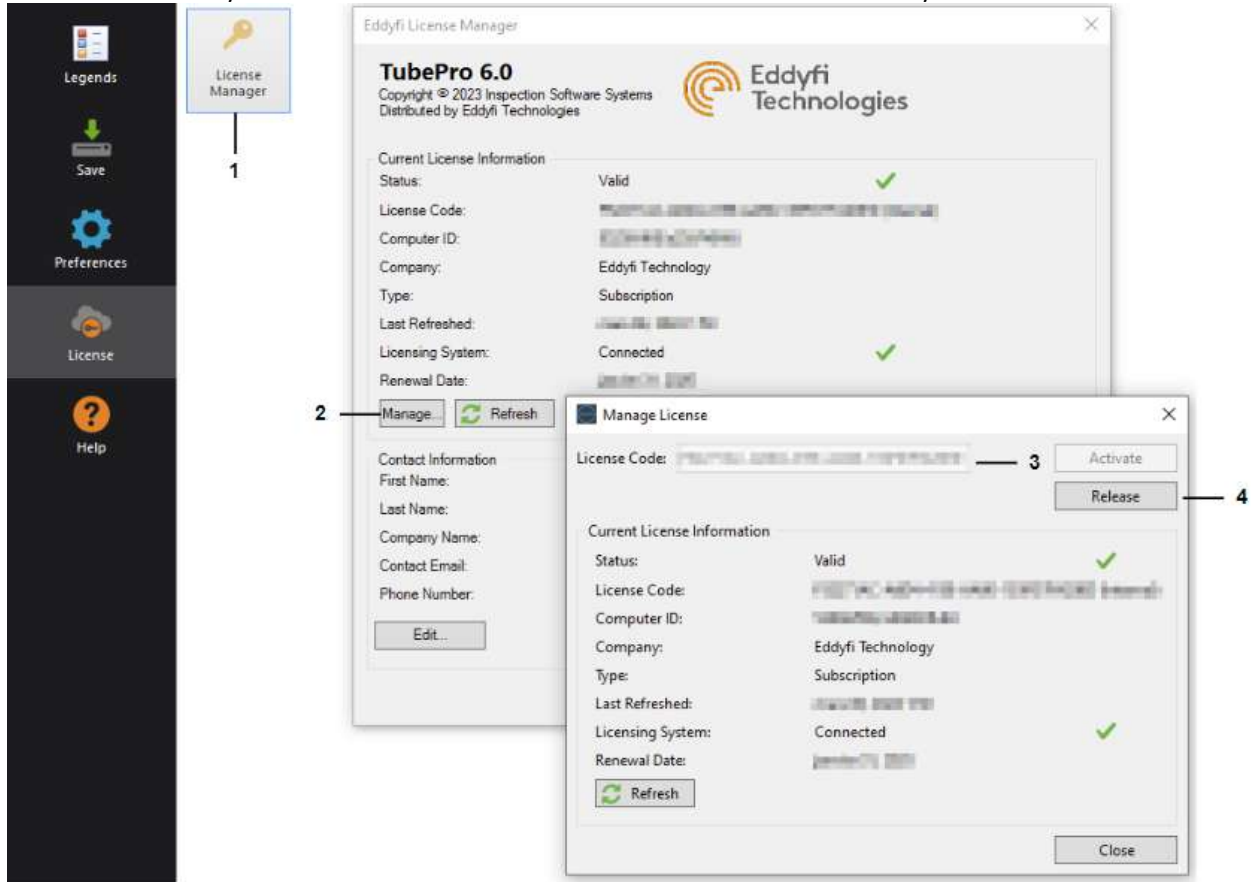 Legends
Save
Preferences
License
Help
License
Manager
1
Eddyfi License Manager
TubePro 6.0
Copyright © 2023 Inspection Software Systems
Distributed by Eddyfi Technologies
Eddyfi
Technologies
Current License Information
Status: Valid
License Code:
Computer ID:
Company: Eddyfi Technology
Type: Subscription
Last Refreshed:
Licensing System: Connected
Renewal Date:
2
Manage... Refresh
Contact Information
First Name:
Last Name:
Company Name:
Contact Email:
Phone Number:
Edit...
Manage License
License Code: 3 Activate
Release 4
Current License Information
Status: Valid
License Code:
Computer ID:
Company: Eddyfi Technology
Type: Subscription
Last Refreshed:
Licensing System: Connected
Renewal Date:
Refresh
Close